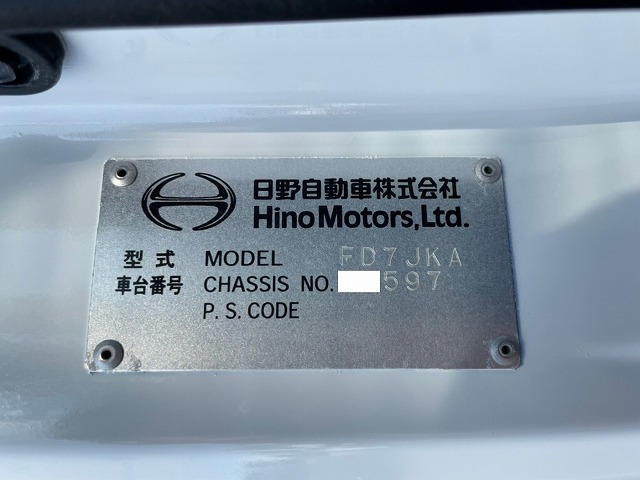 日野自動車株式会社
Hino Motors, Ltd.
型式 MODEL FD7JKA
車台番号 CHASSIS NO. 597
P.S.CODE